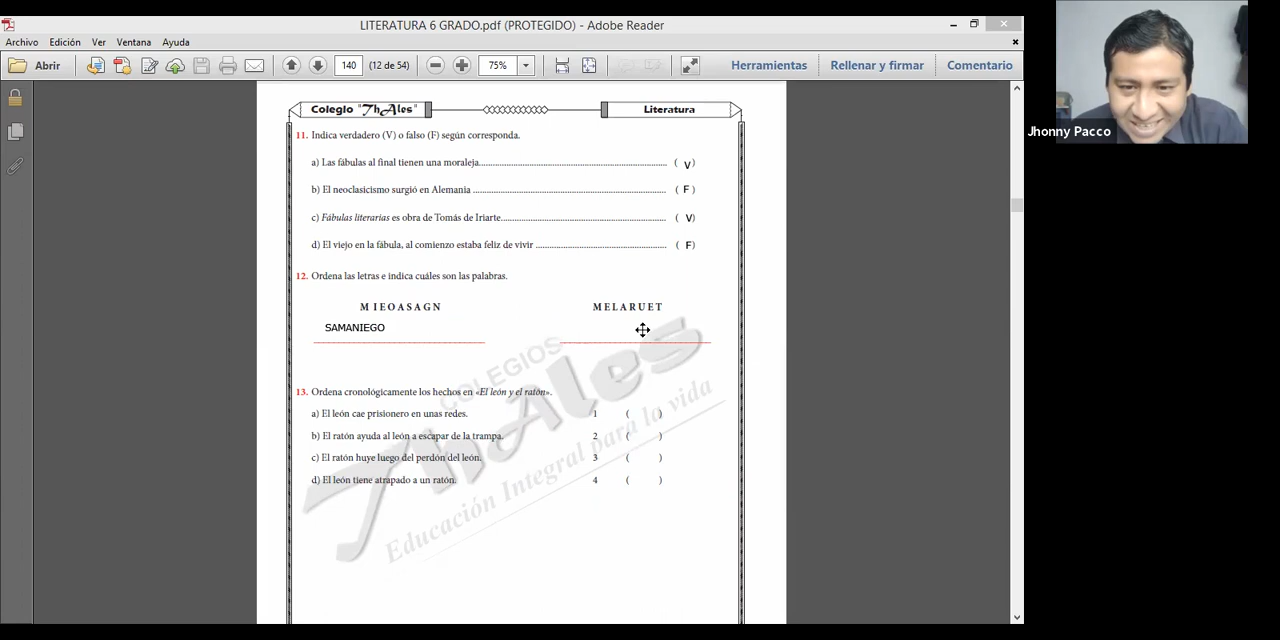 LITERATURA 6 GRADO.pdf (PROTEGIDO) - Adobe Reader
Archivo Edición Ver Ventana Ayuda
Abrir 140 (12 de 54) 75% Herramientas Rellenar y firmar Comentario
Jhonny Pacco
Colegio "ThAles" Literatura
11. Indica verdadero (V) o falso (F) según corresponda.
a) Las fábulas al final tienen una moraleja. ( V )
b) El neoclasicismo surgió en Alemania ( F )
c) Fábulas literarias es obra de Tomás de Iriarte. ( V )
d) El viejo en la fábula, al comienzo estaba feliz de vivir ( F )
12. Ordena las letras e indica cuáles son las palabras.
M I E O A S A G N M E L A R U E T
SAMANIEGO
13. Ordena cronológicamente los hechos en «El león y el ratón».
a) El león cae prisionero en unas redes. 1 ( )
b) El ratón ayuda al león a escapar de la trampa. 2 ( )
c) El ratón huye luego del perdón del león. 3 ( )
d) El león tiene atrapado a un ratón. 4 ( )
COLEGIOS
ThAles
Educación Integral para lo vida